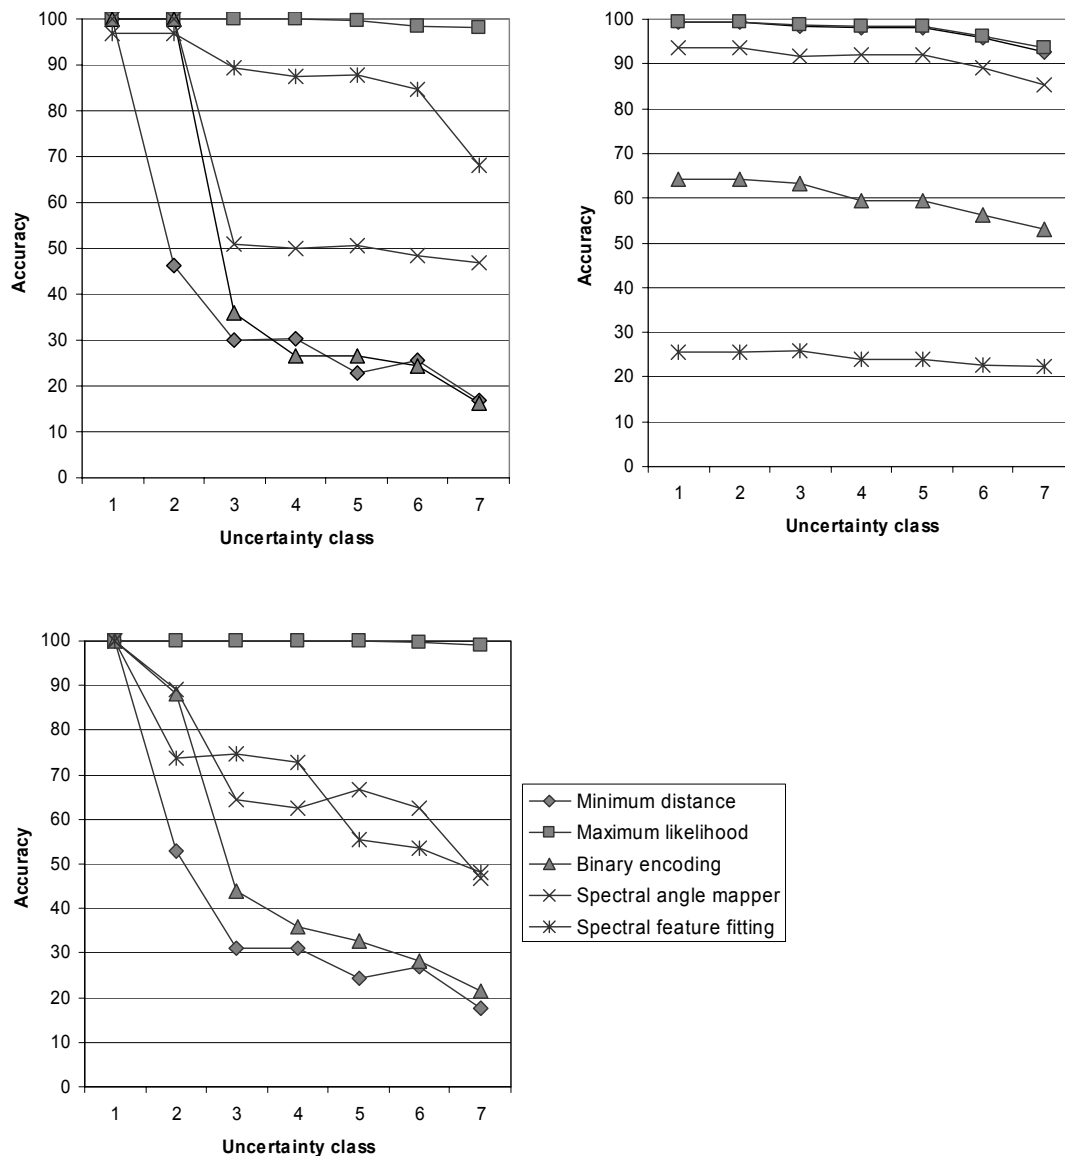 100
90
80
70
60
50
40
30
20
10
0
Accuracy
1 2 3 4 5 6 7
Uncertainty class
100
90
80
70
60
50
40
30
20
10
0
Accuracy
1 2 3 4 5 6 7
Uncertainty class
100
90
80
70
60
50
40
30
20
10
0
Accuracy
1 2 3 4 5 6 7
Uncertainty class
Minimum distance
Maximum likelihood
Binary encoding
Spectral angle mapper
Spectral feature fitting